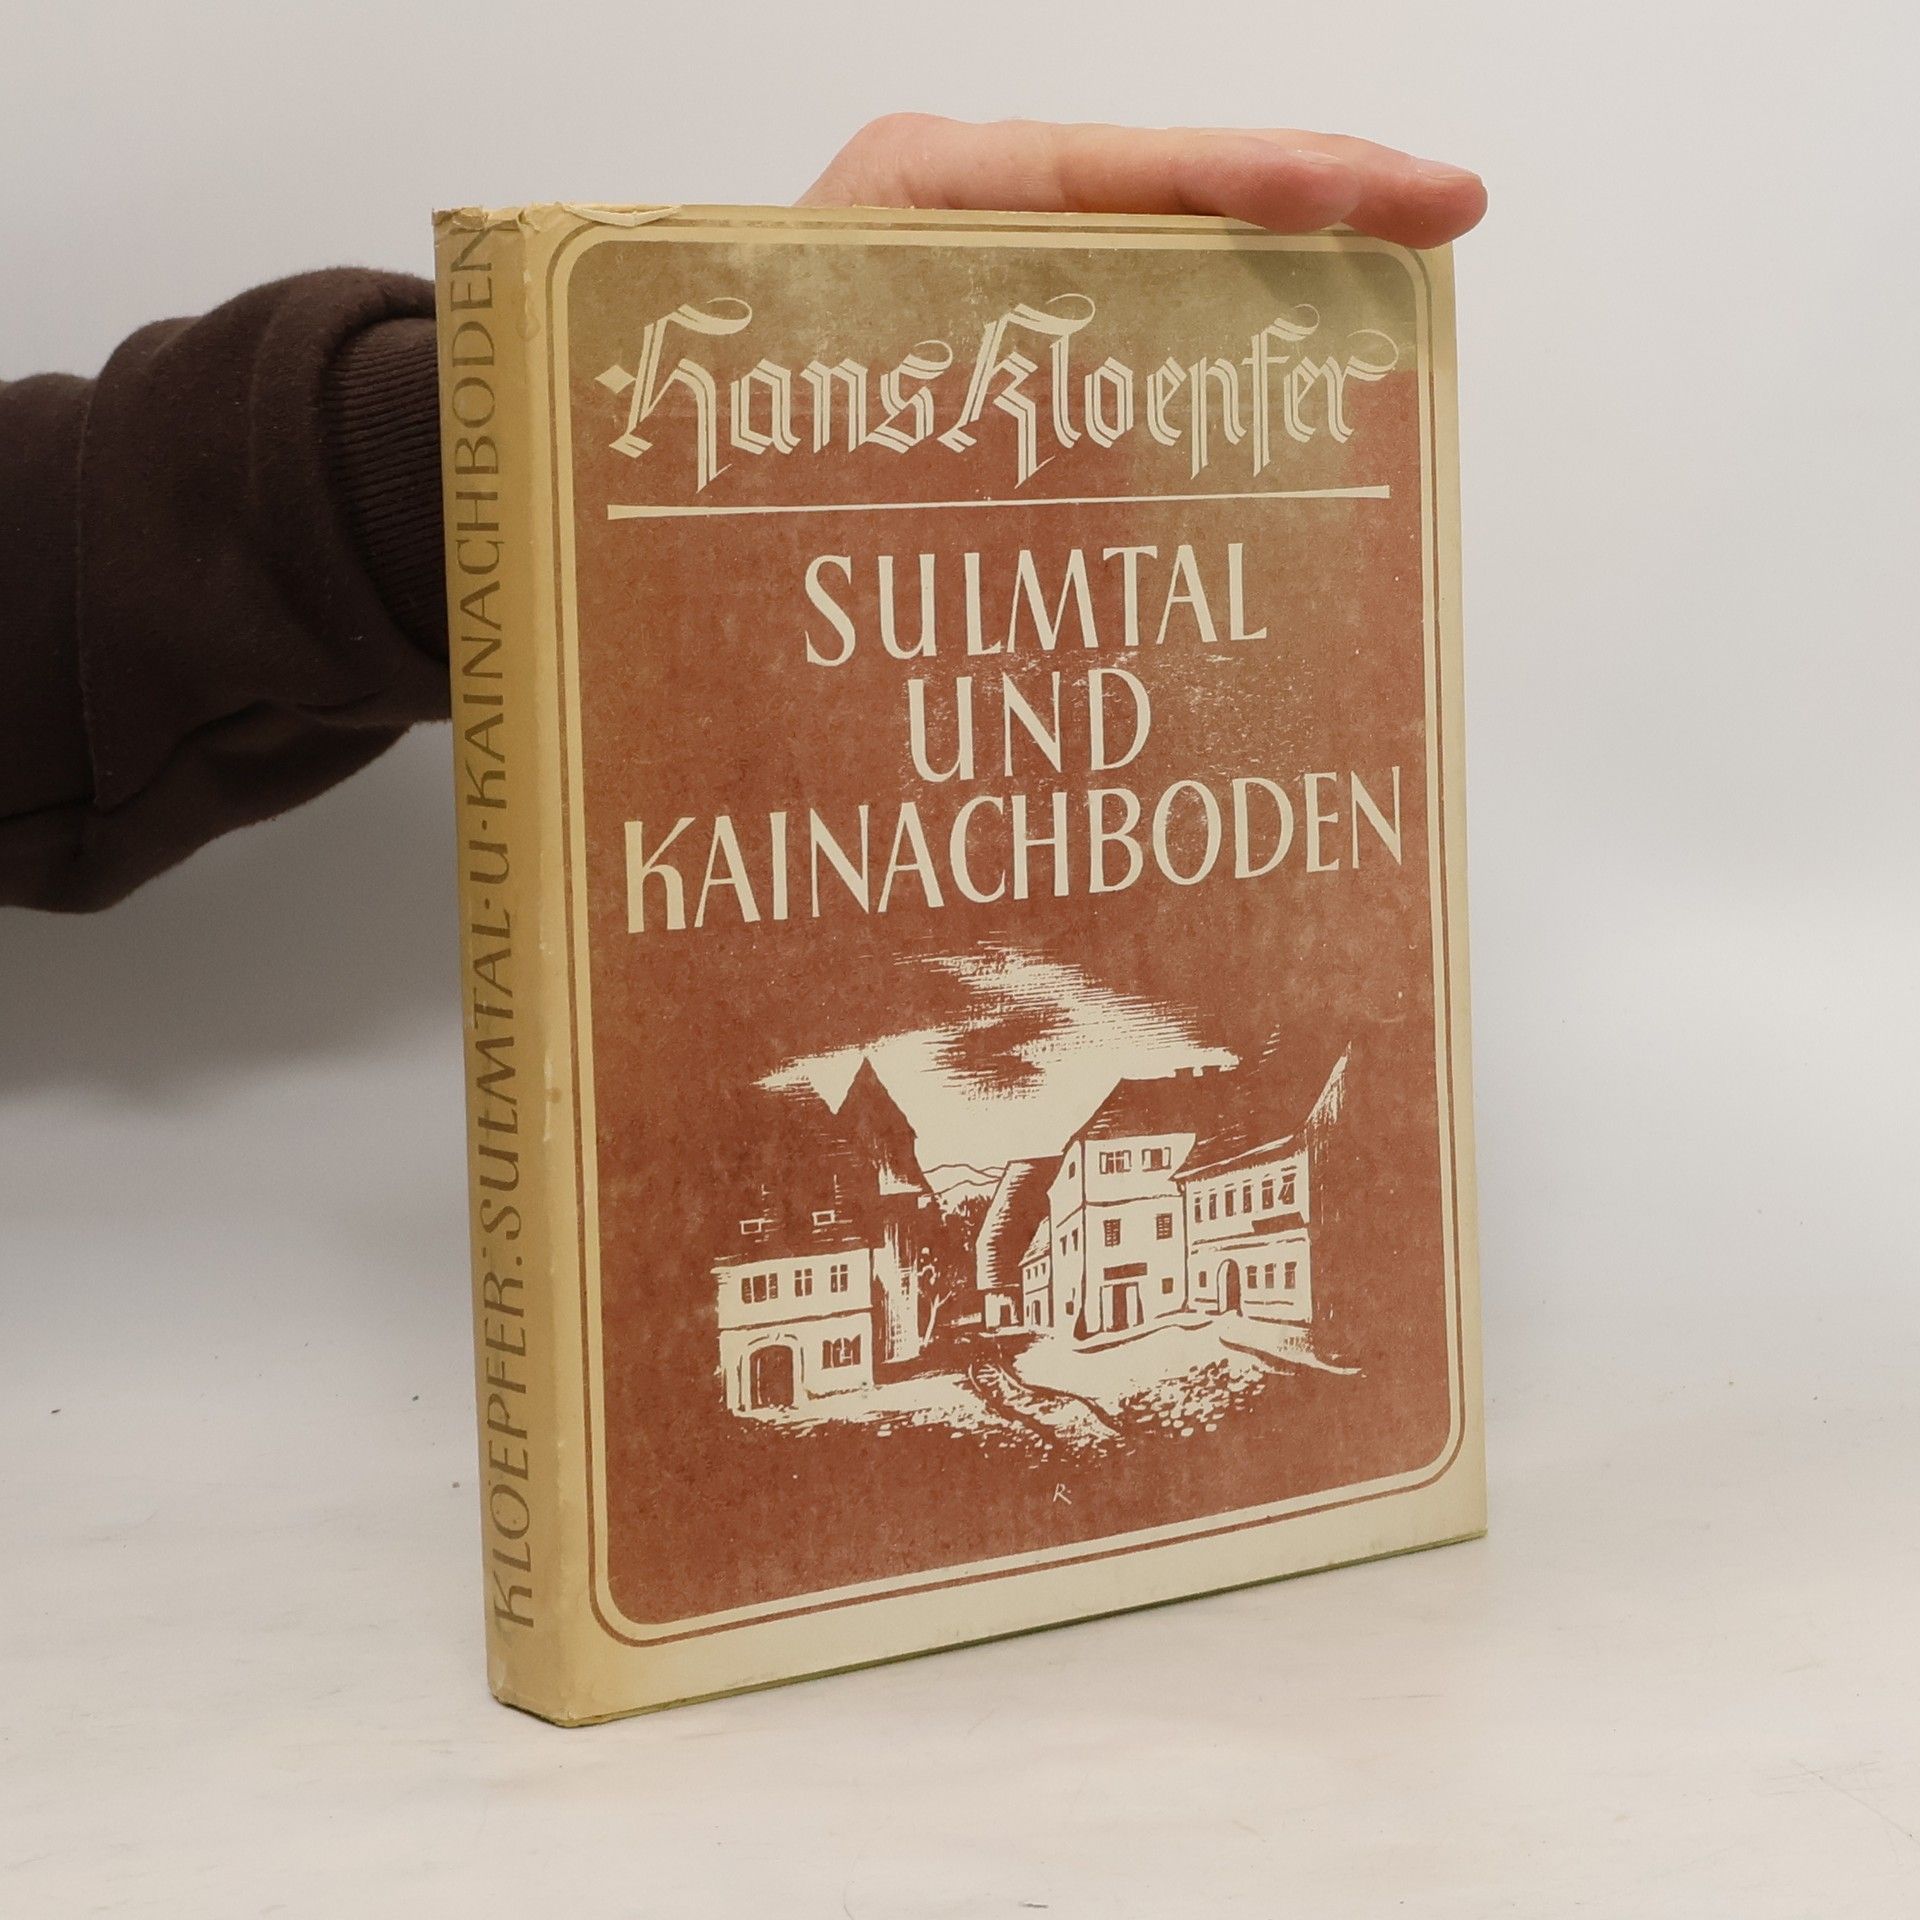 Hans Kloepfer
SULMTAL
UND
KAINACHBODEN
R.
KLOEPFER: SULMTAL · U · KAINACHBODEN